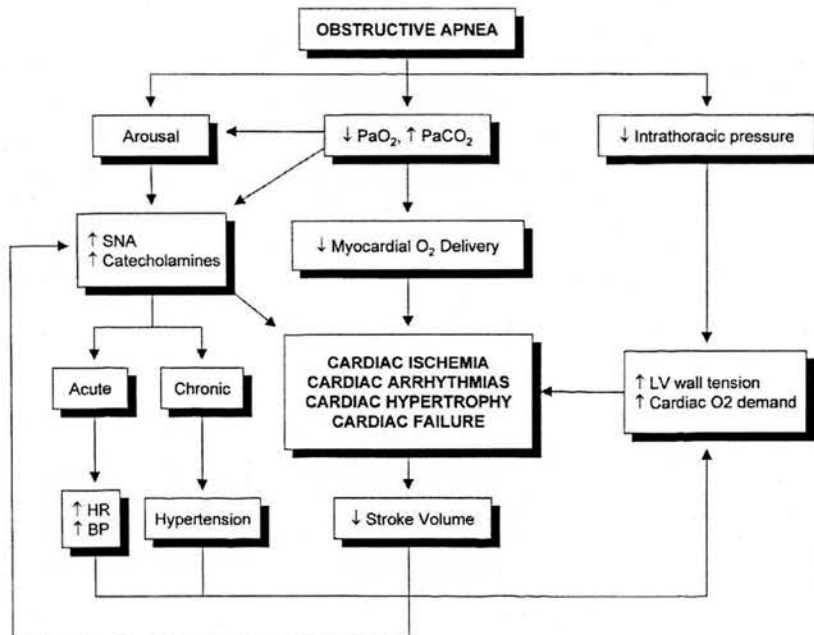 OBSTRUCTIVE APNEA
Arousal
↓ PaO₂, ↑ PaCO₂
↓ Intrathoracic pressure
↑ SNA
↑ Catecholamines
↓ Myocardial O₂ Delivery
CARDIAC ISCHEMIA
CARDIAC ARRHYTHMIAS
CARDIAC HYPERTROPHY
CARDIAC FAILURE
↑ LV wall tension
↑ Cardiac O2 demand
Acute
Chronic
↑ HR
↑ BP
Hypertension
↓ Stroke Volume